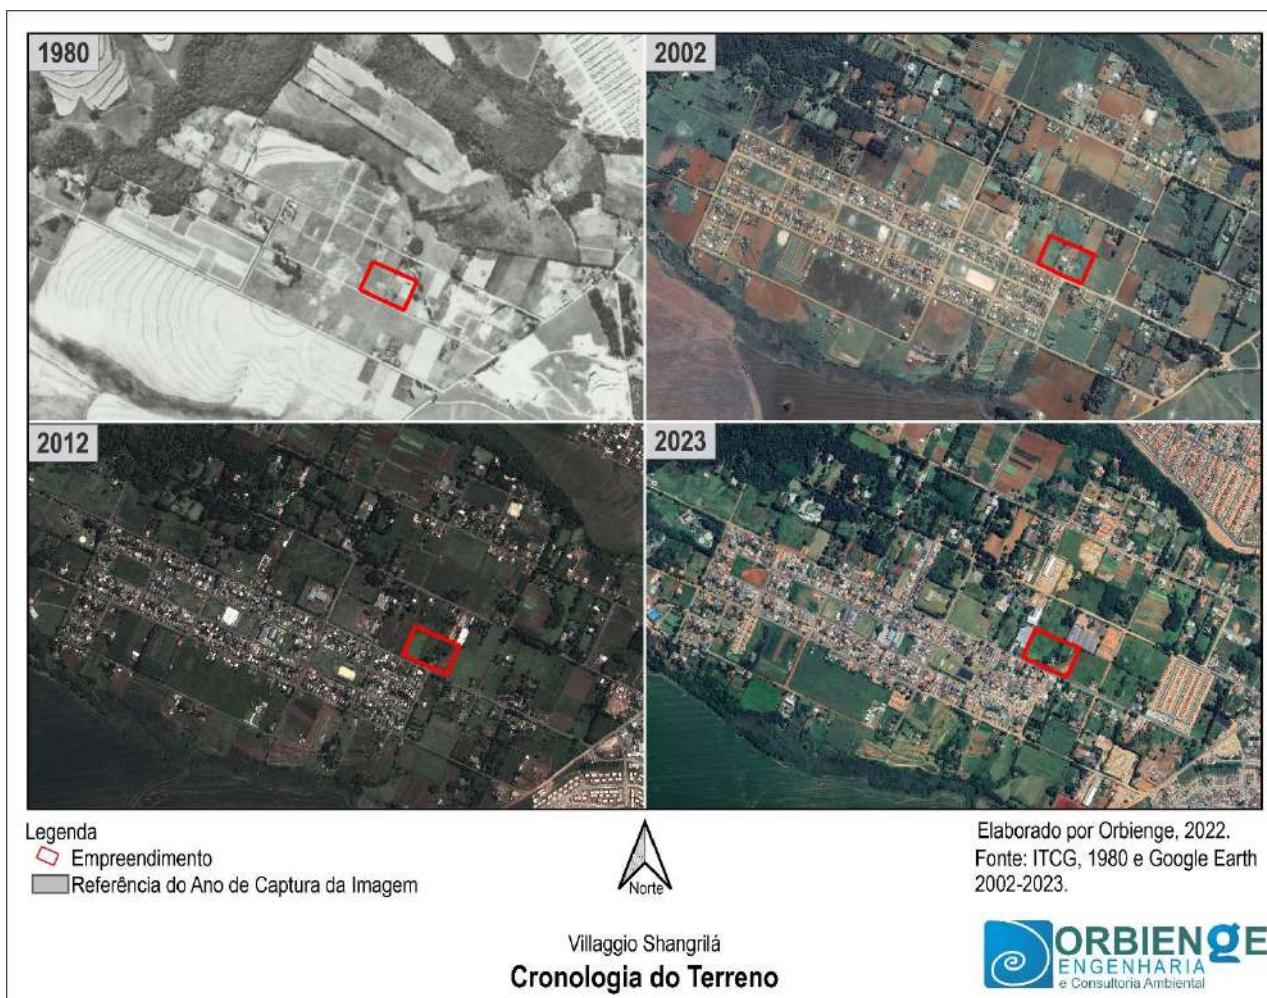 1980
2002
2012
2023
Legenda
Empreendimento
Referência do Ano de Captura da Imagem
Norte
Elaborado por Orbienge, 2022.
Fonte: ITCG, 1980 e Google Earth
2002-2023.
Villaggio Shangrilá
Cronologia do Terreno
ORBIENGE
ENGENHARIA
e Consultoria Ambiental